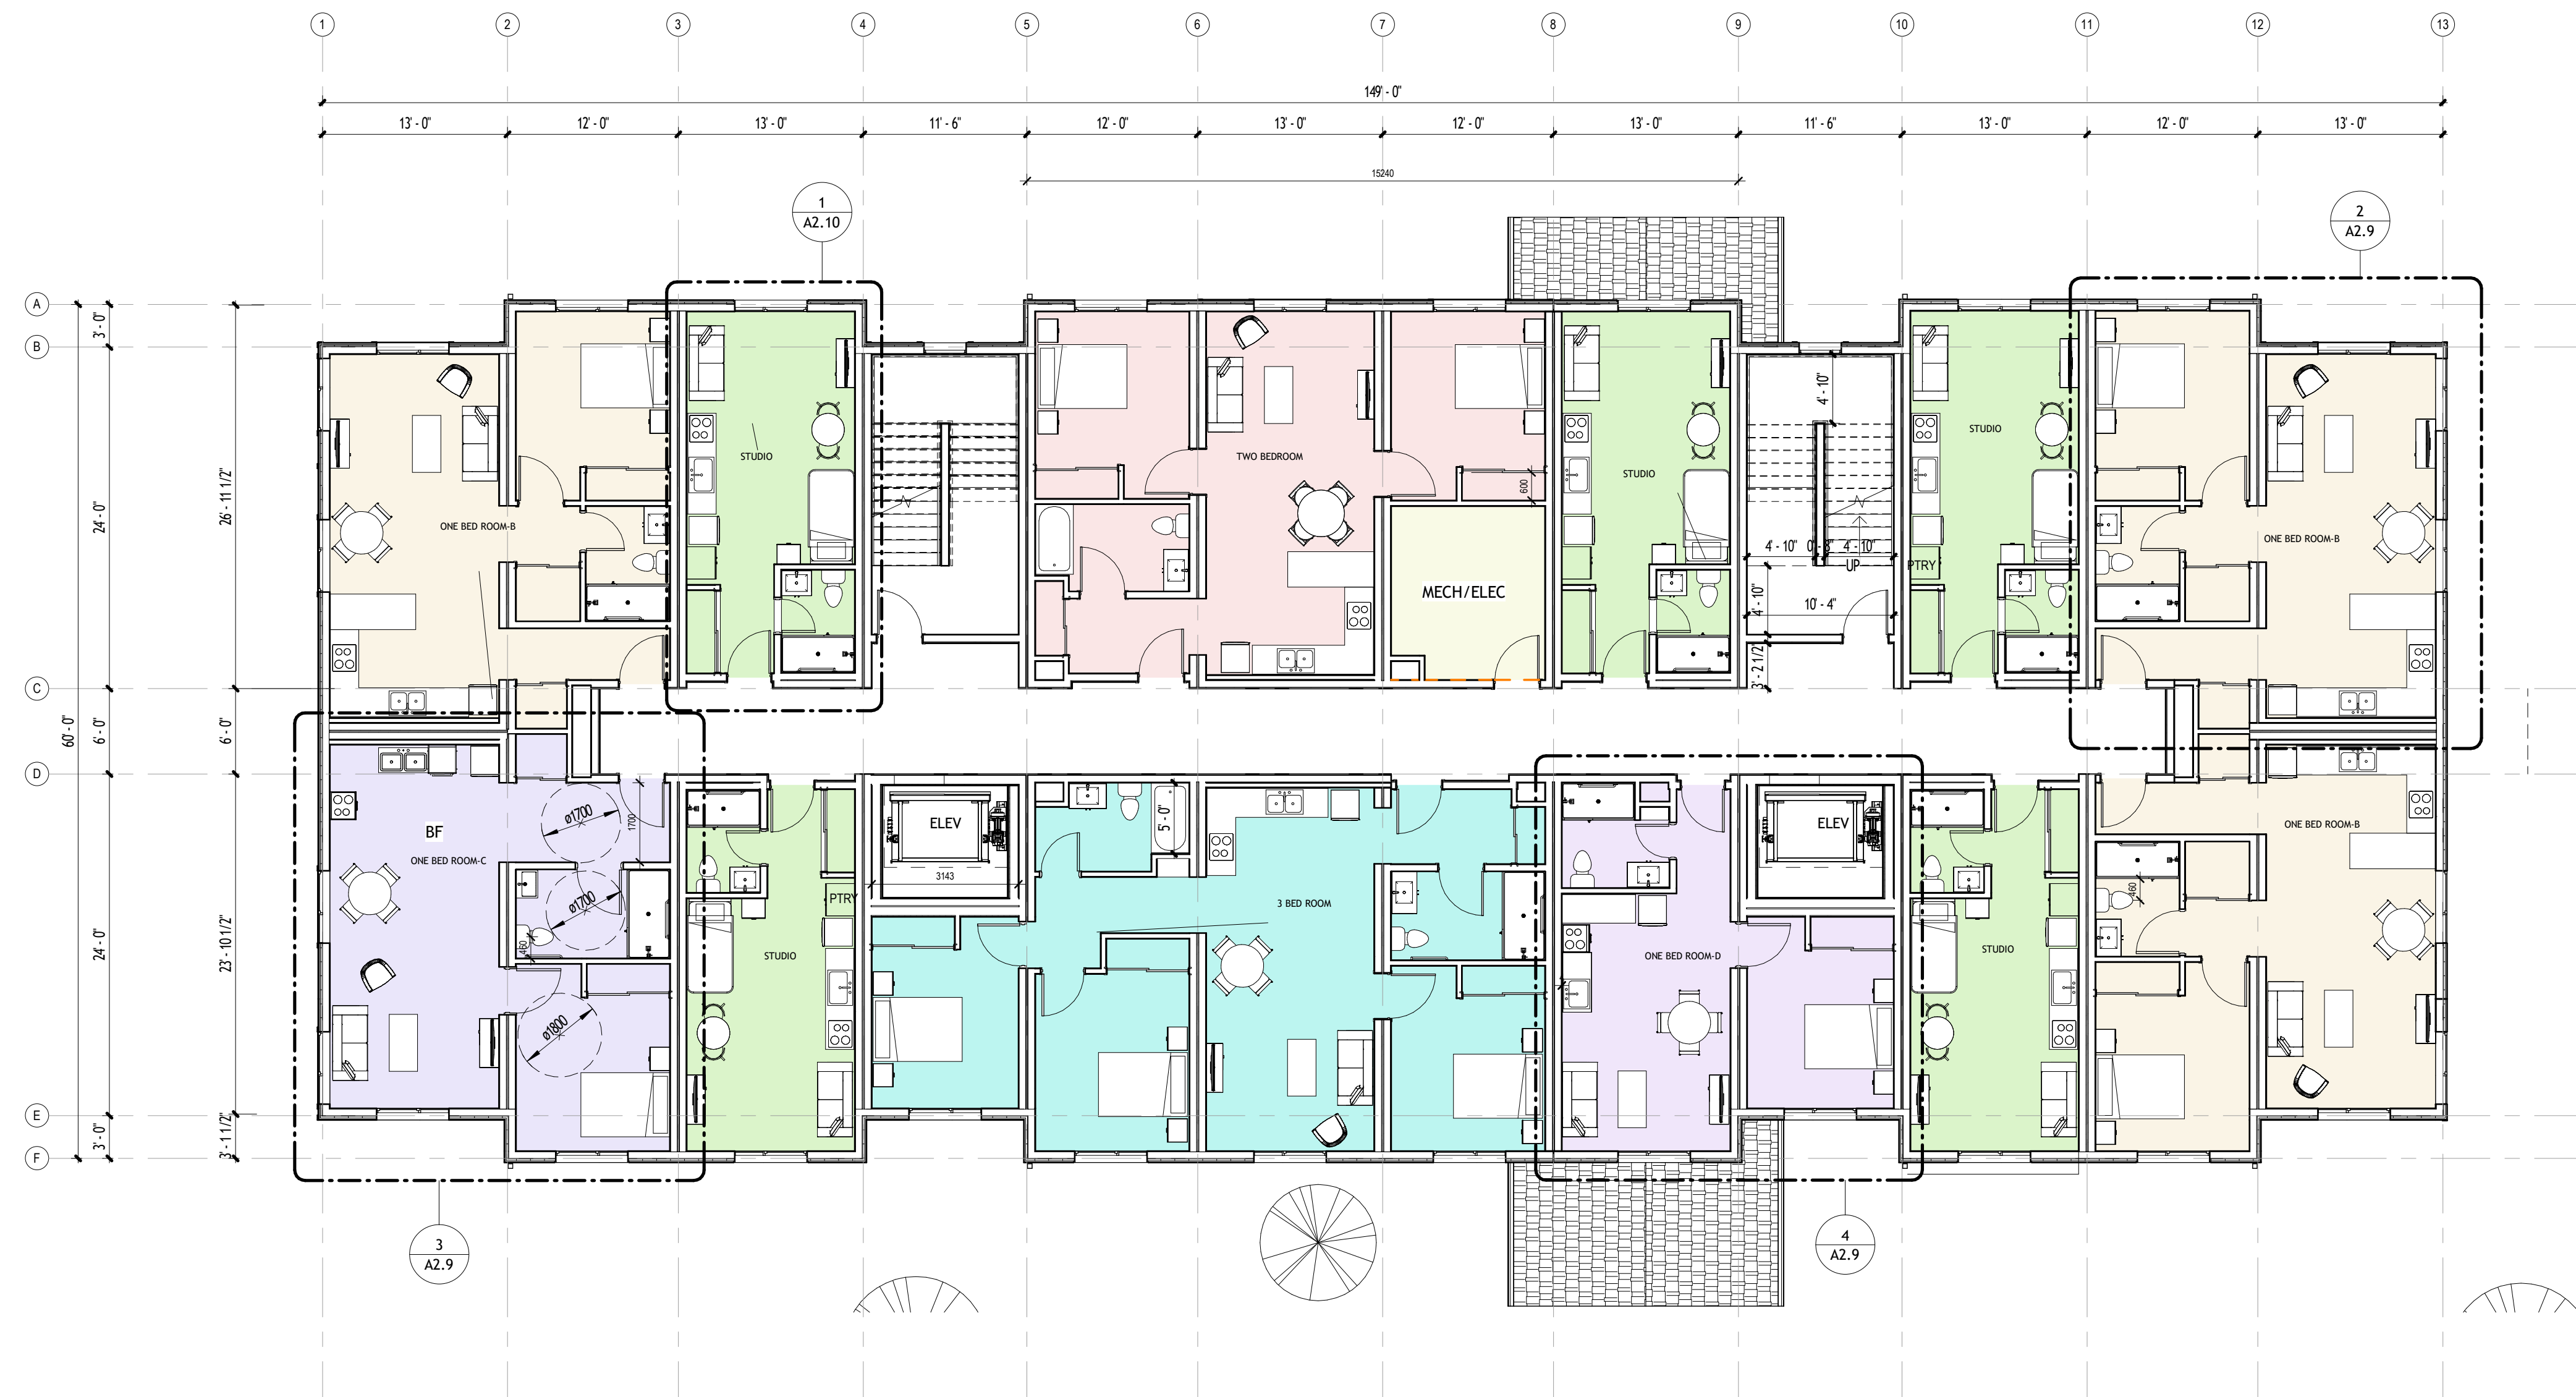 1 2 3 4 5 6 7 8 9 10 11 12 13
149' - 0"
13' - 0" 12' - 0" 13' - 0" 11' - 6" 12' - 0" 13' - 0" 12' - 0" 13' - 0" 11' - 6" 13' - 0" 12' - 0" 13' - 0"
15240
1
A2.10
2
A2.9
A
3' - 0"
B
4' - 10"
STUDIO
STUDIO
TWO BEDROOM
STUDIO
24' - 0"
26' - 11 1/2"
600
ONE BED ROOM-B
ONE BED ROOM-B
4' - 10" 0' - 8" 4' - 10"
UP
PTRY
MECH/ELEC
4' - 10"
10' - 4"
3' - 2 1/2"
C
60' - 0"
6' - 0"
6' - 0"
D
ø1700
1700
BF
ELEV
5' - 0"
ELEV
ONE BED ROOM-B
ONE BED ROOM-C
3143
460
PTRY
ø1700
3 BED ROOM
24' - 0"
23' - 10 1/2"
460
STUDIO
ONE BED ROOM-D
STUDIO
ø1800
E
3' - 0"
3' - 1 1/2"
F
3
A2.9
4
A2.9